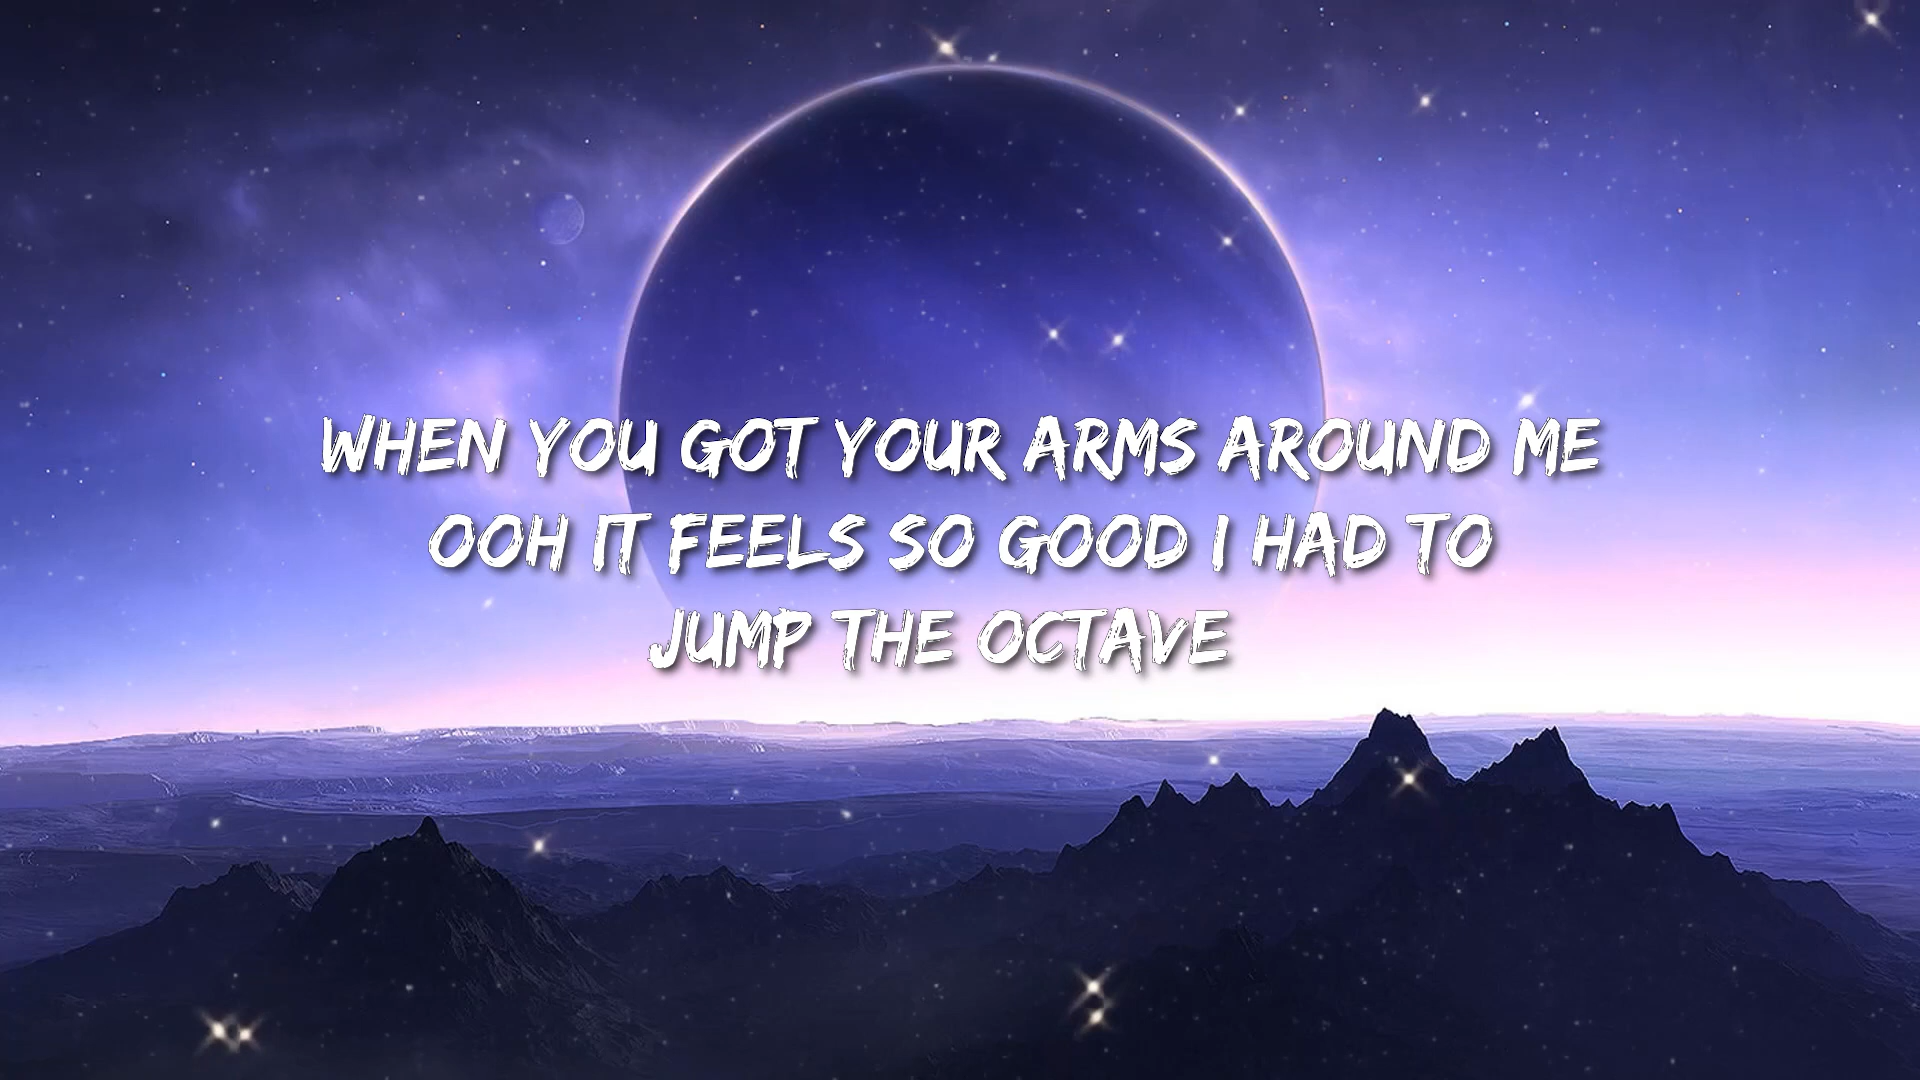 WHEN YOU GOT YOUR ARMS AROUND ME
OOH IT FEELS SO GOOD I HAD TO
JUMP THE OCTAVE